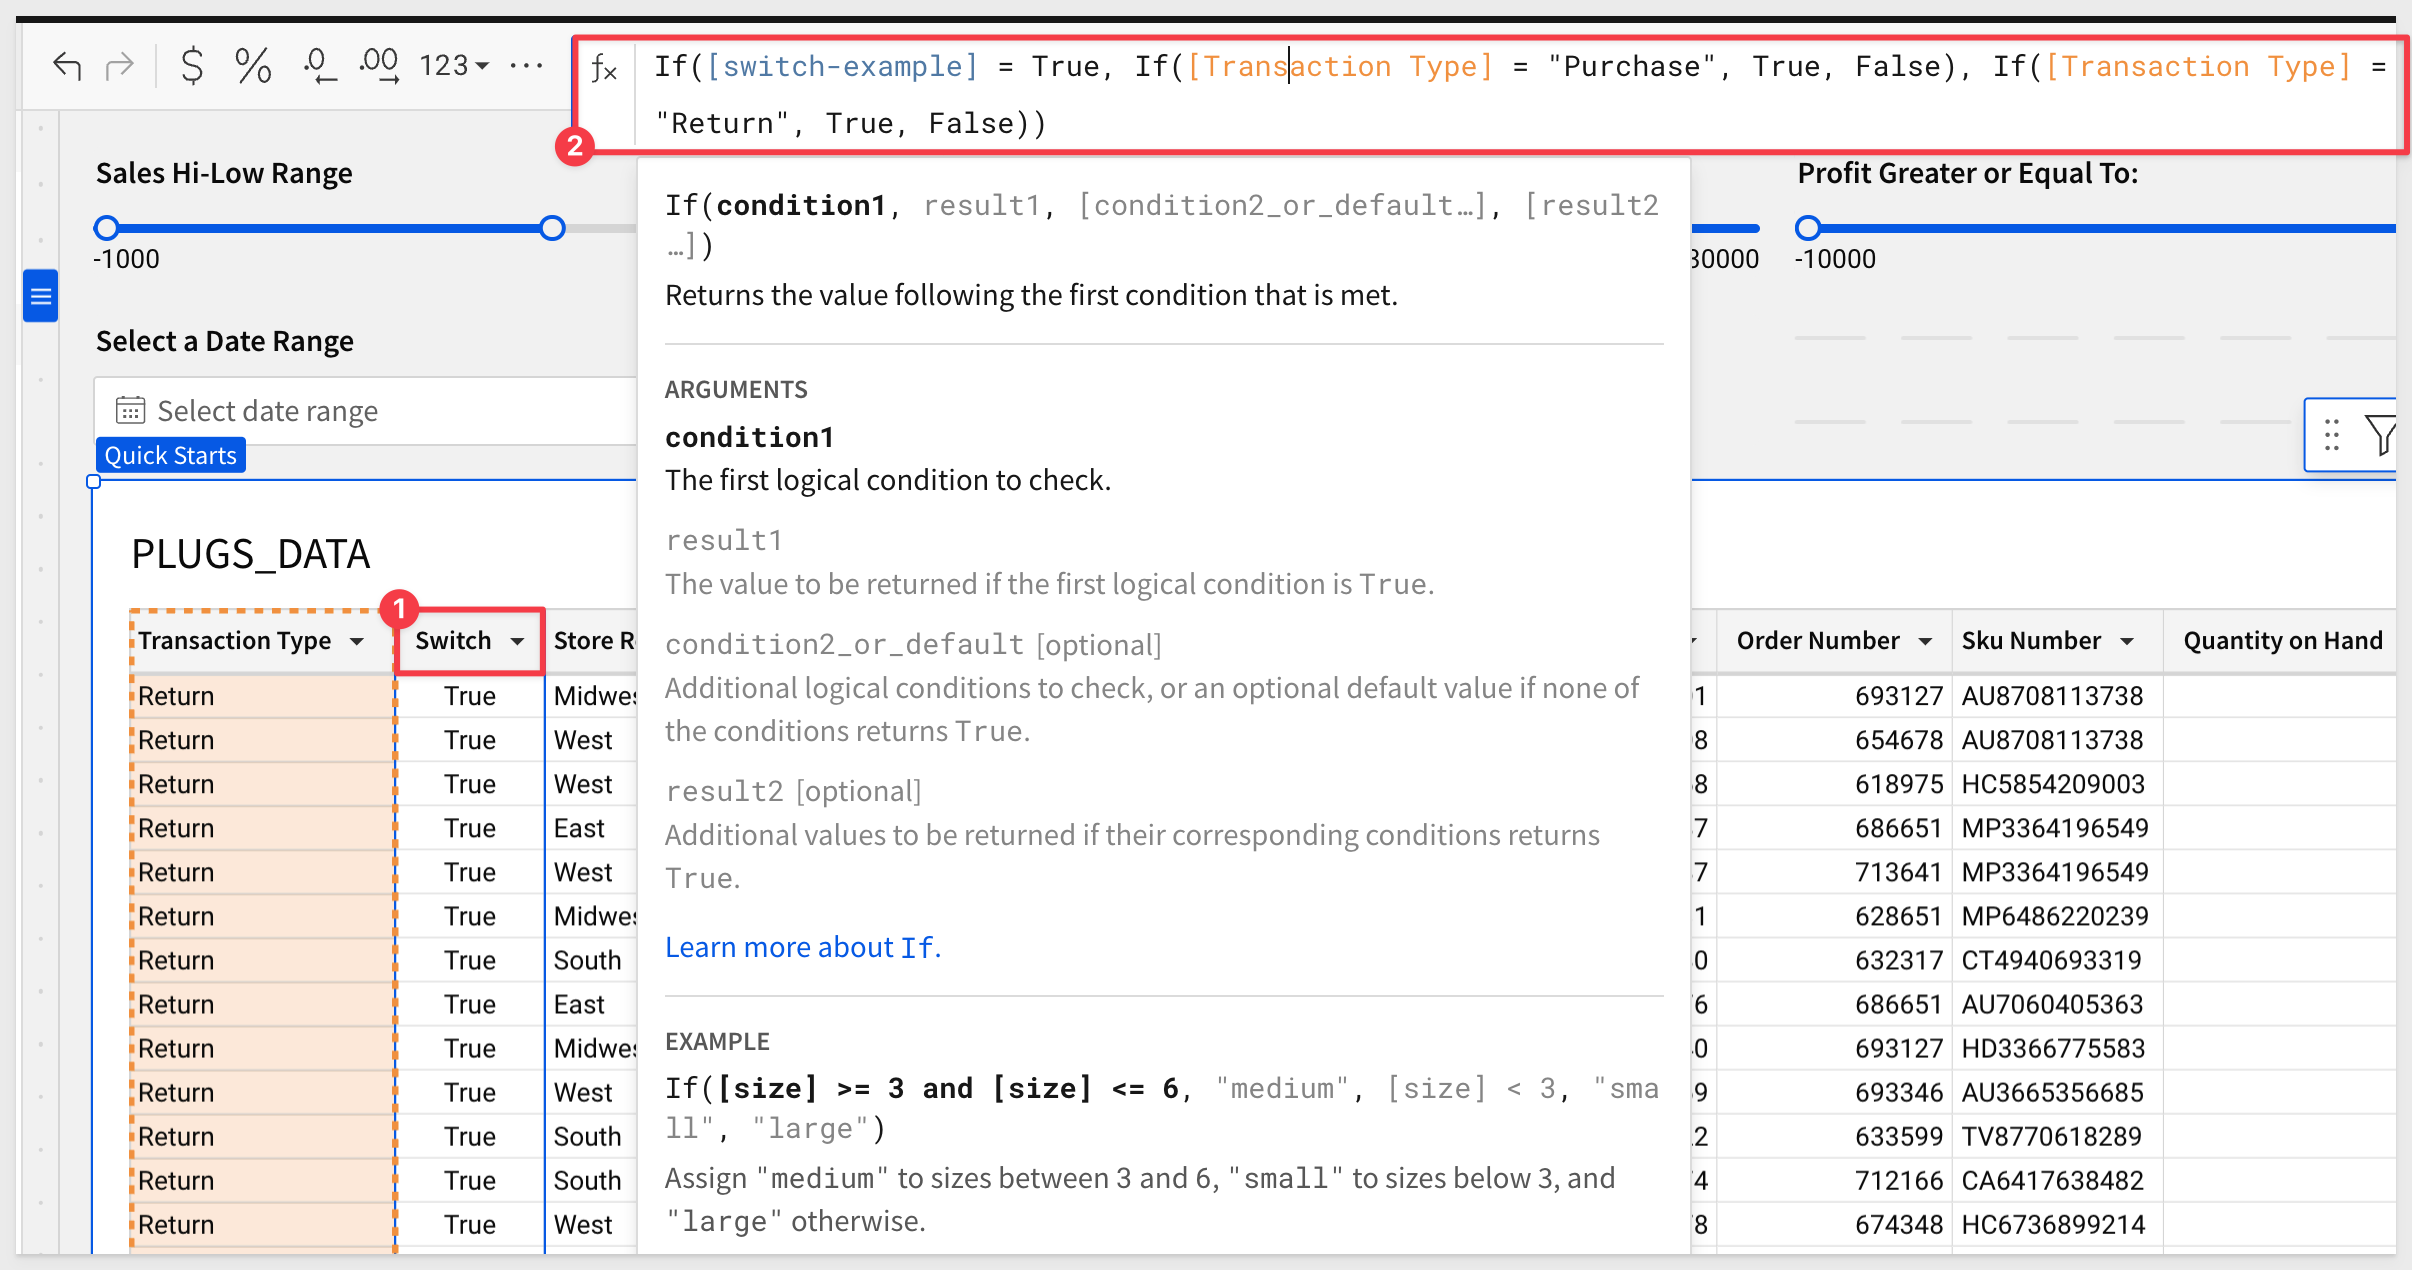 $ % .0 .00 123 ...
fx If([switch-example] = True, If([Transaction Type] = "Purchase", True, False), If([Transaction Type] =
"Return", True, False))
2
Sales Hi-Low Range
-1000
Select a Date Range
Select date range
Quick Starts
If(condition1, result1, [condition2_or_default…], [result2
…])
Returns the value following the first condition that is met.
ARGUMENTS
condition1
The first logical condition to check.
result1
The value to be returned if the first logical condition is True.
condition2_or_default [optional]
Additional logical conditions to check, or an optional default value if none of
the conditions returns True.
result2 [optional]
Additional values to be returned if their corresponding conditions returns
True.
Learn more about If.
EXAMPLE
If([size] >= 3 and [size] <= 6, "medium", [size] < 3, "sma
ll", "large")
Assign "medium" to sizes between 3 and 6, "small" to sizes below 3, and
"large" otherwise.
30000
Profit Greater or Equal To:
-10000
PLUGS_DATA
1
Transaction Type Switch Store R Order Number Sku Number Quantity on Hand
Return True Midwes 1 693127 AU8708113738
Return True West 8 654678 AU8708113738
Return True West 8 618975 HC5854209003
Return True East 7 686651 MP3364196549
Return True West 7 713641 MP3364196549
Return True Midwes 1 628651 MP6486220239
Return True South 0 632317 CT4940693319
Return True East 6 686651 AU7060405363
Return True Midwes 0 693127 HD3366775583
Return True West 9 693346 AU3665356685
Return True South 2 633599 TV8770618289
Return True South 4 712166 CA6417638482
Return True West 8 674348 HC6736899214